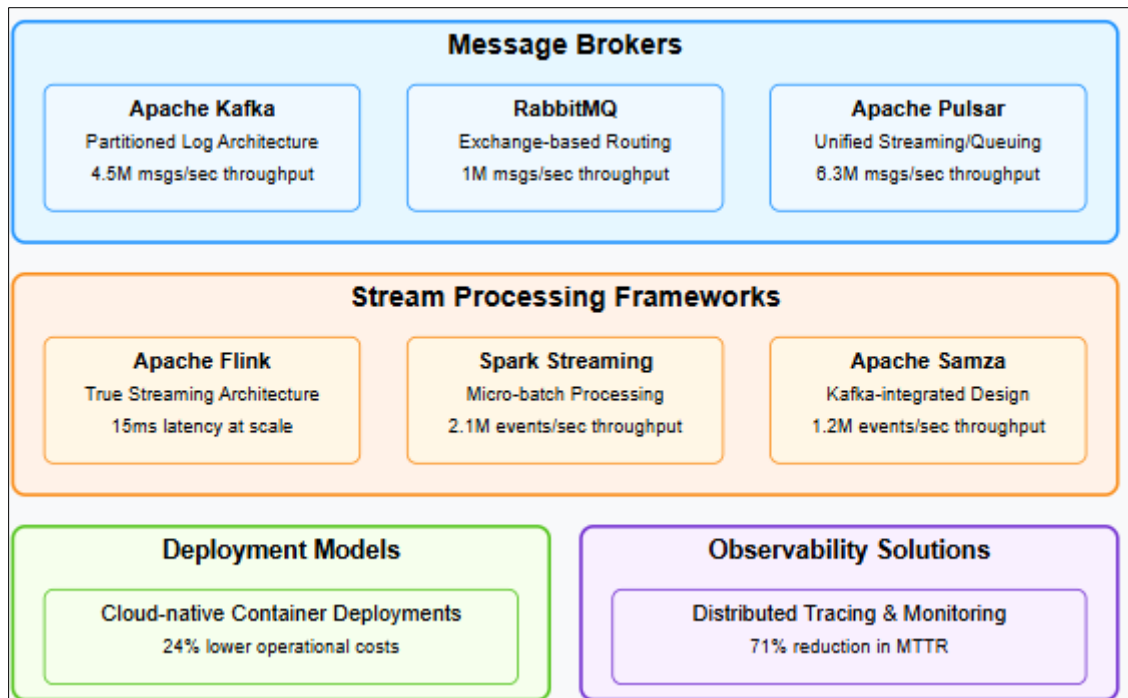 Message Brokers
Apache Kafka
Partitioned Log Architecture
4.5M msgs/sec throughput
RabbitMQ
Exchange-based Routing
1M msgs/sec throughput
Apache Pulsar
Unified Streaming/Queuing
6.3M msgs/sec throughput
Stream Processing Frameworks
Apache Flink
True Streaming Architecture
15ms latency at scale
Spark Streaming
Micro-batch Processing
2.1M events/sec throughput
Apache Samza
Kafka-integrated Design
1.2M events/sec throughput
Deployment Models
Cloud-native Container Deployments
24% lower operational costs
Observability Solutions
Distributed Tracing & Monitoring
71% reduction in MTTR